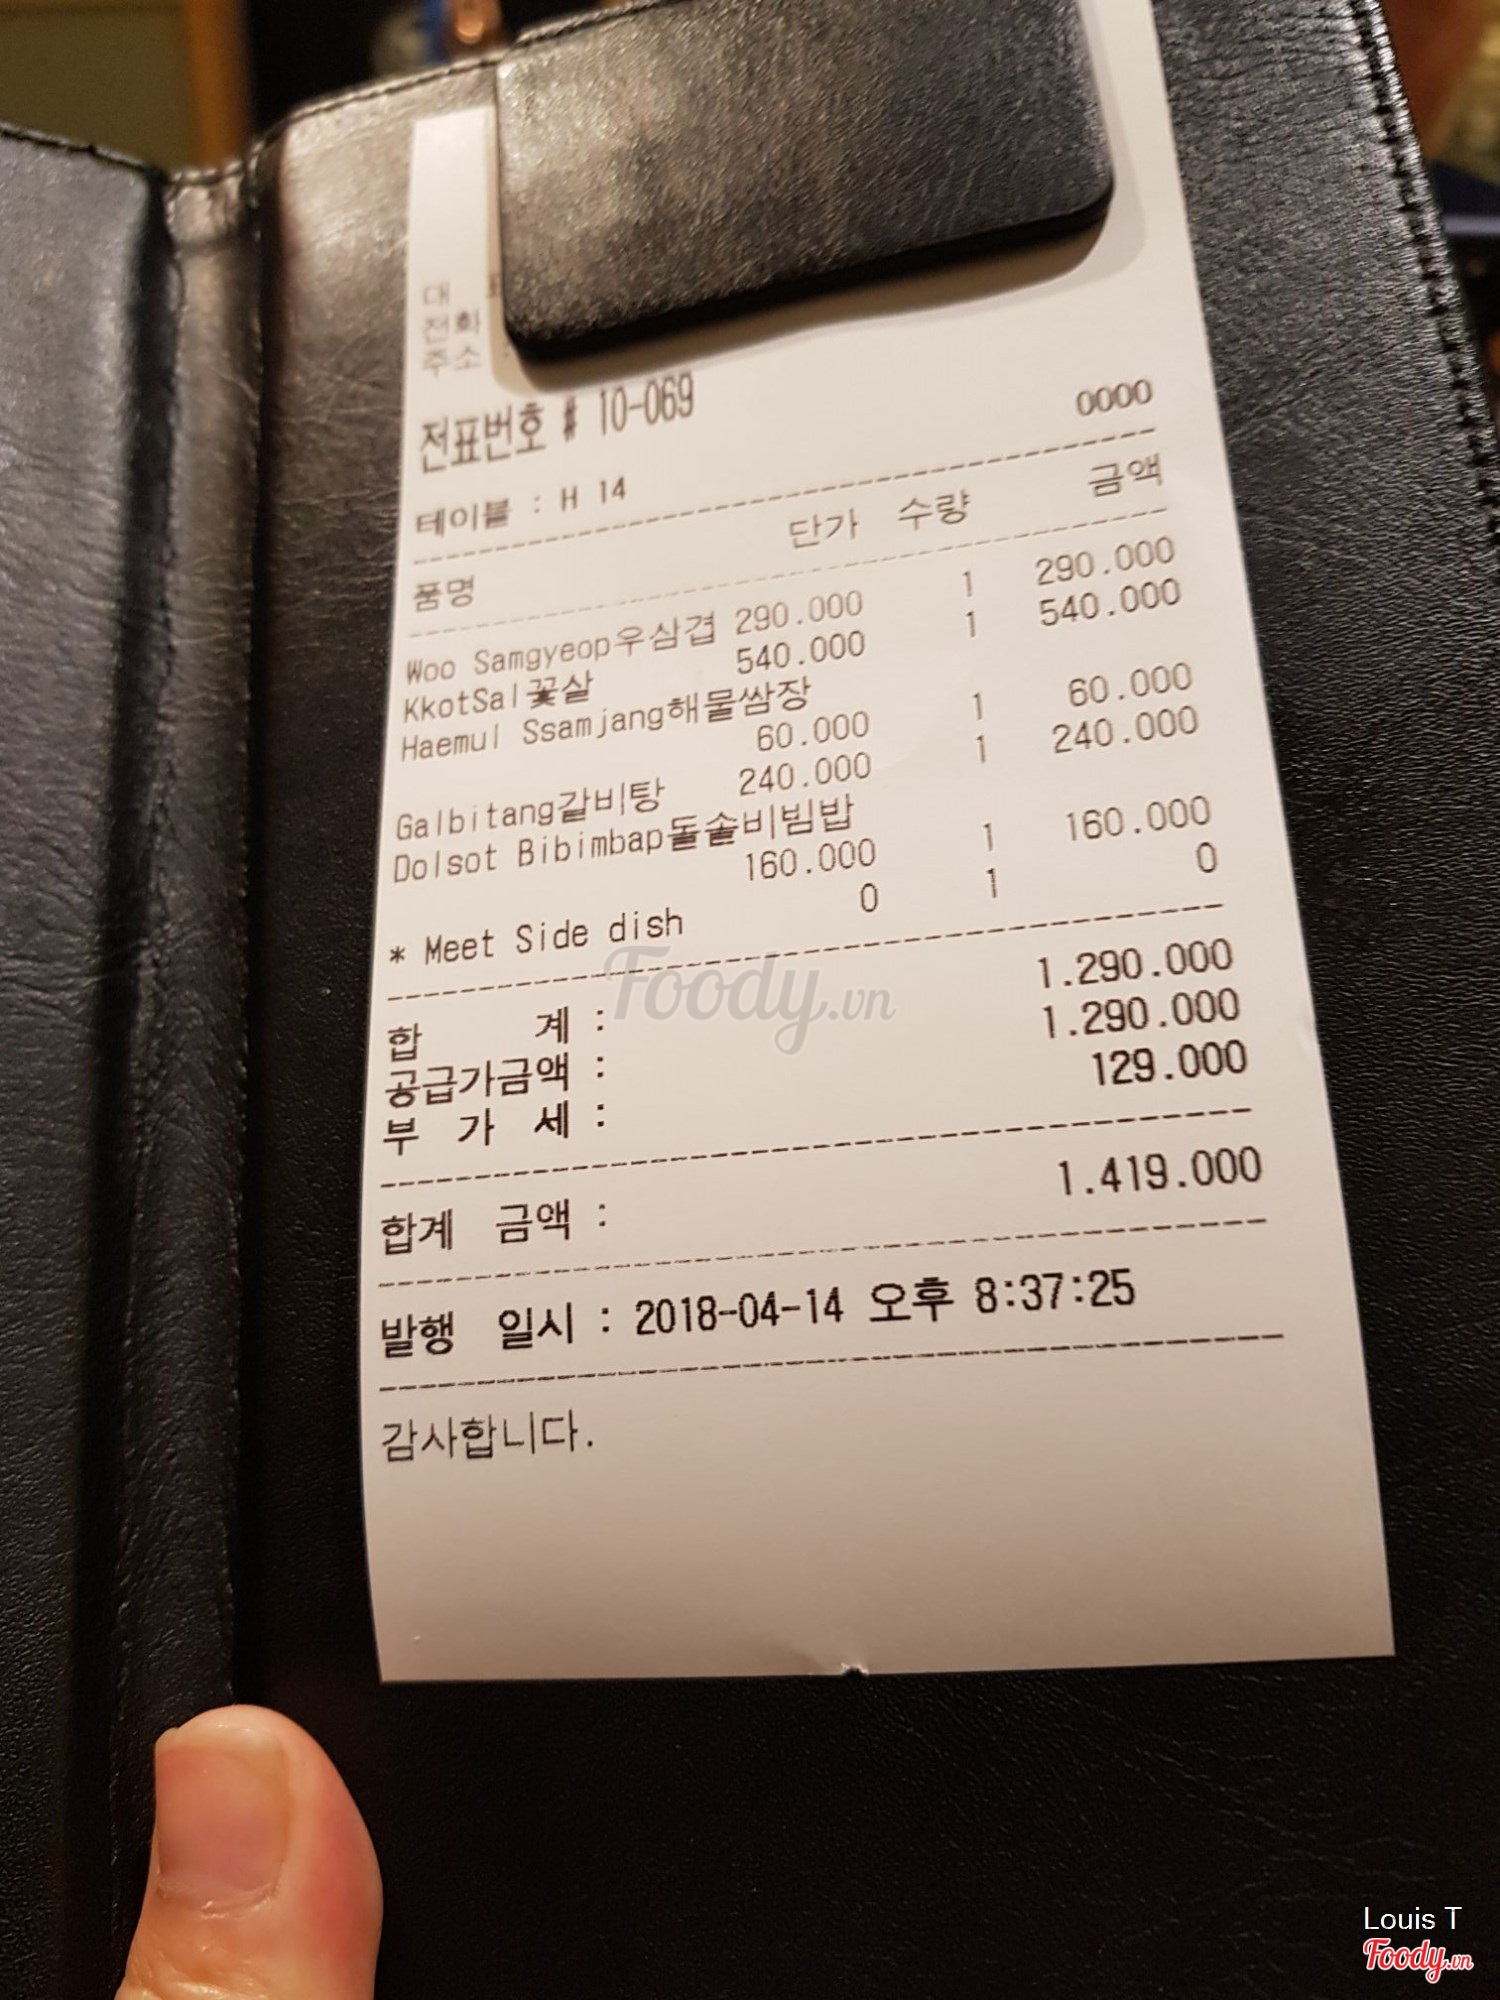 대
전화
주소
전표번호 # 10-069
0000
테이블 : H 14
품명 단가 수량 금액
Woo Samgyeop우삼겹 290.000 1 290.000
KkotSal꽃살 540.000 1 540.000
Haemul Ssamjang해물쌈장
60.000 1 60.000
Galbitang갈비탕 240.000 1 240.000
Dolsot Bibimbap돌솥비빔밥
160.000 1 160.000
* Meet Side dish 0 1 0
합 계 : 1.290.000
공급가금액 : 1.290.000
부 가 세 : 129.000
합계 금액 : 1.419.000
발행 일시 : 2018-04-14 오후 8:37:25
감사합니다.
Foody.vn
Louis T
Foody.vn